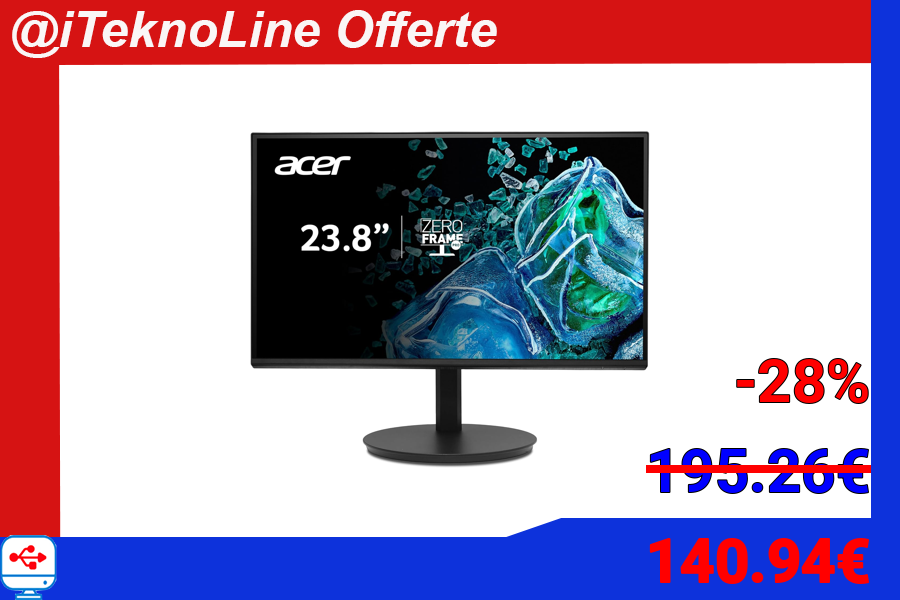 @iTeknoLine Offerte
acer
23.8”
ZERO
FRAME
-28%
195.26€
140.94€